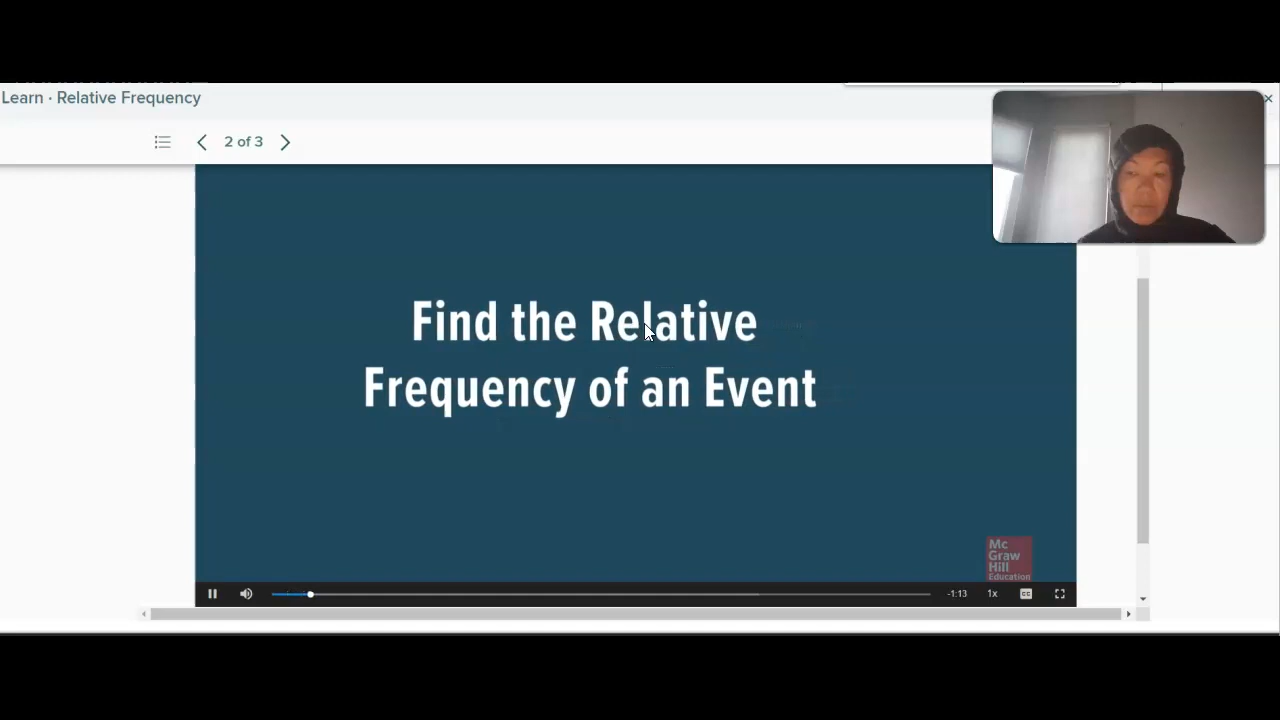 Learn · Relative Frequency
2 of 3
Find the Relative
Frequency of an Event
Mc
Graw
Hill
Education
-1:13
1x
CC